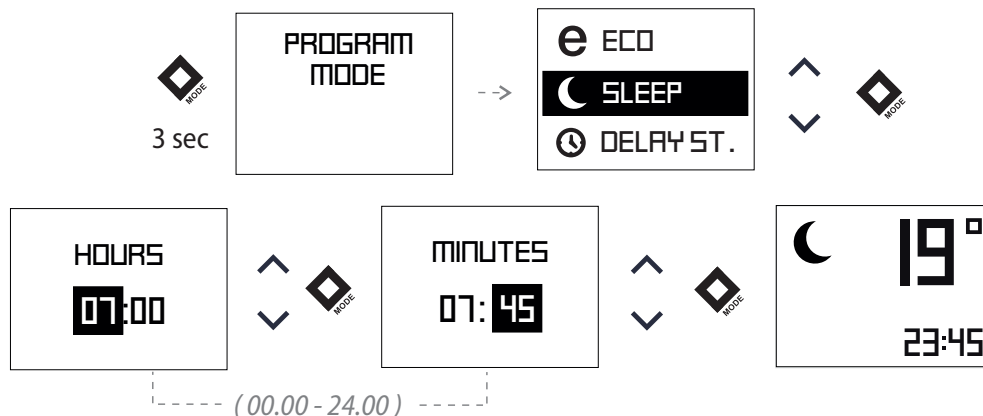 PROGRAM
MODE
e ECO
SLEEP
DELAY ST.
MODE
MODE
3 sec
HOURS
07:00
MODE
MINUTES
07: 45
MODE
19°
23:45
( 00.00 - 24.00 )